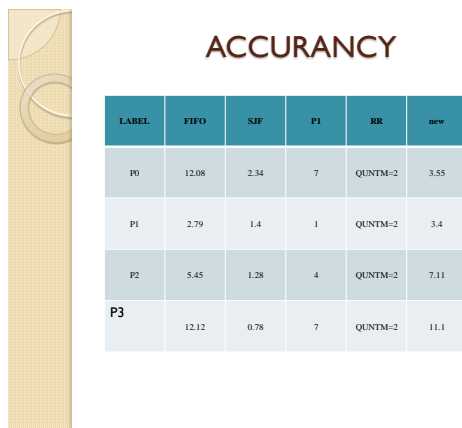 ACCURANCY
LABEL FIFO SJF P1 RR new
P0 12.08 2.34 7 QUNTM=2 3.55
P1 2.79 1.4 1 QUNTM=2 3.4
P2 5.45 1.28 4 QUNTM=2 7.11
P3 12.12 0.78 7 QUNTM=2 11.1